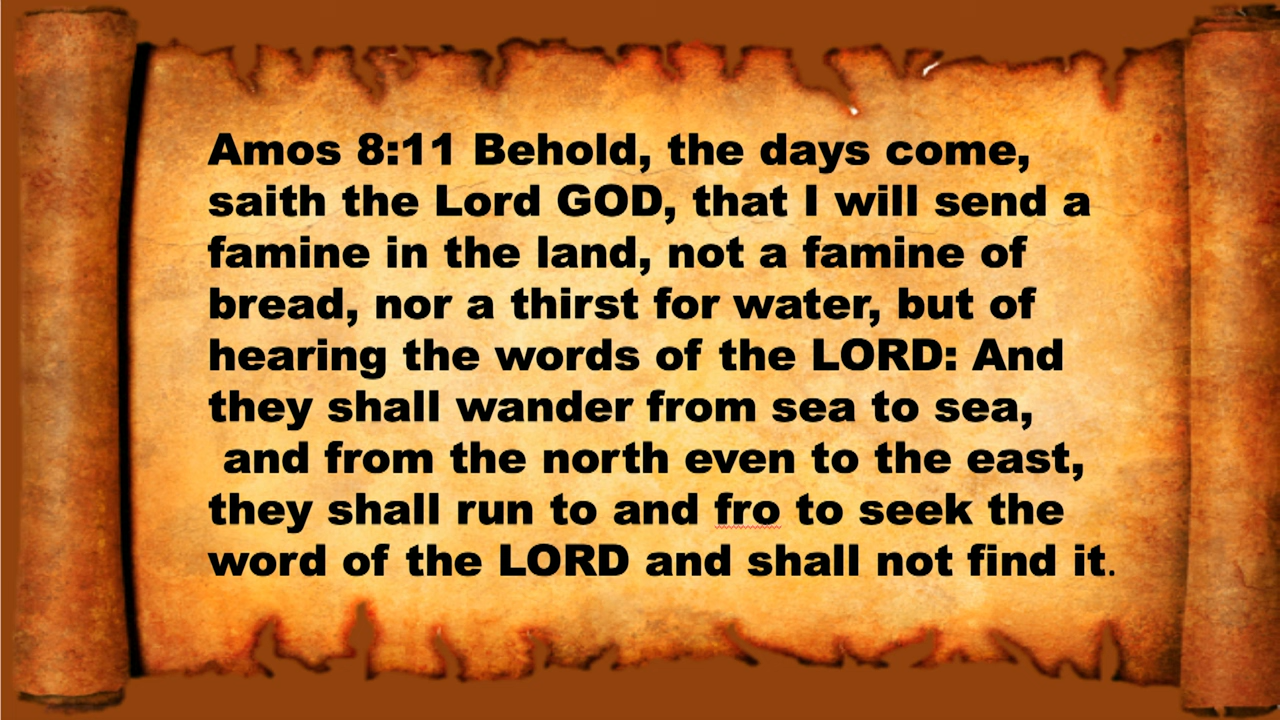 Amos 8:11 Behold, the days come,
saith the Lord GOD, that I will send a
famine in the land, not a famine of
bread, nor a thirst for water, but of
hearing the words of the LORD: And
they shall wander from sea to sea,
and from the north even to the east,
they shall run to and fro to seek the
word of the LORD and shall not find it.